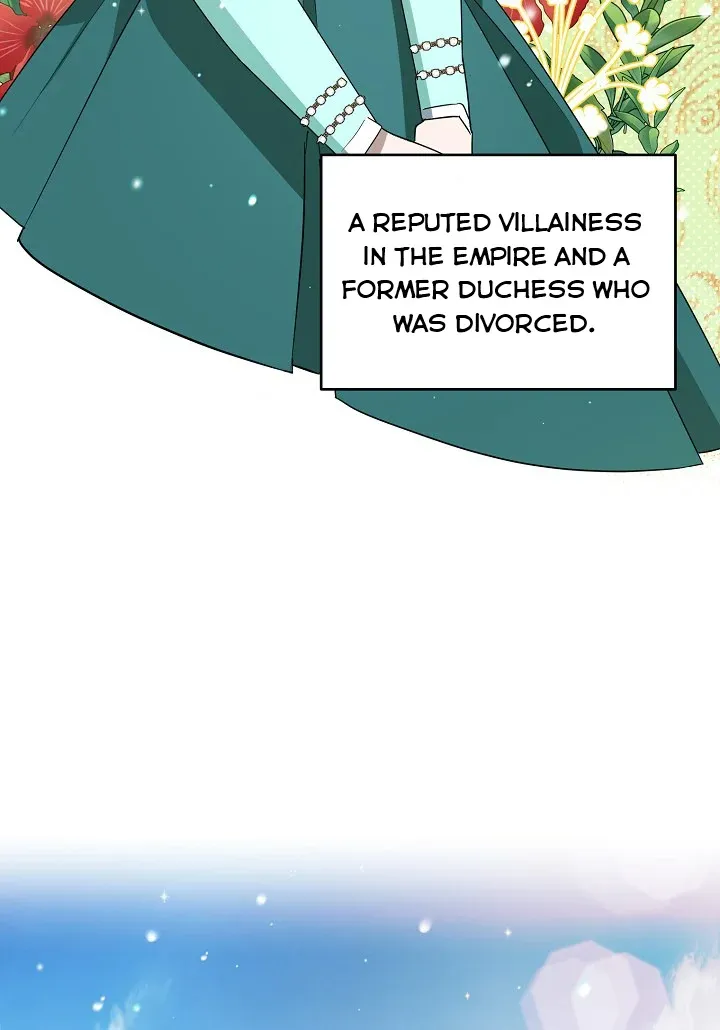 A REPUTED VILLAINESS
IN THE EMPIRE AND A
FORMER DUCHESS WHO
WAS DIVORCED.